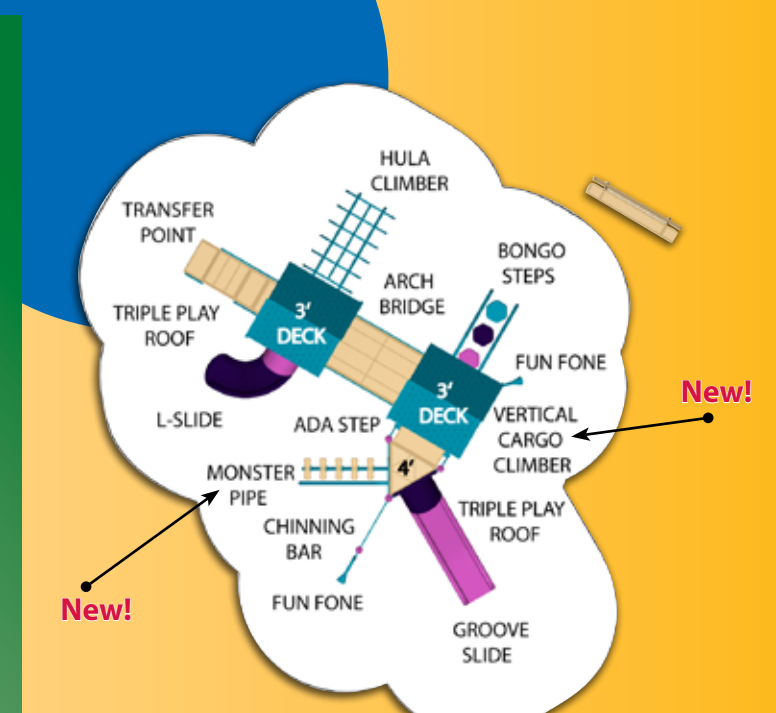 HULA
CLIMBER
TRANSFER
POINT
BONGO
STEPS
ARCH
BRIDGE
TRIPLE PLAY
ROOF
3'
DECK
FUN FONE
3'
DECK
New!
L-SLIDE
ADA STEP
VERTICAL
CARGO
CLIMBER
MONSTER
PIPE
4'
TRIPLE PLAY
ROOF
CHINNING
BAR
New!
FUN FONE
GROOVE
SLIDE